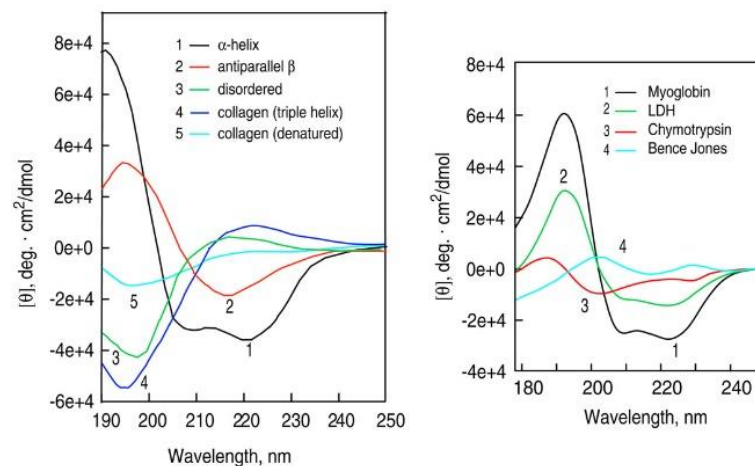 8e+4
6e+4
4e+4
2e+4
0e+0
-2e+4
-4e+4
-6e+4
[θ], deg. · cm²/dmol
1 α-helix
2 antiparallel β
3 disordered
4 collagen (triple helix)
5 collagen (denatured)
5
2
1
3
4
190 200 210 220 230 240 250
Wavelength, nm
8e+4
6e+4
4e+4
2e+4
0e+0
-2e+4
-4e+4
[θ], deg. · cm²/dmol
1 Myoglobin
2 LDH
3 Chymotrypsin
4 Bence Jones
2
4
3
1
180 200 220 240
Wavelength, nm